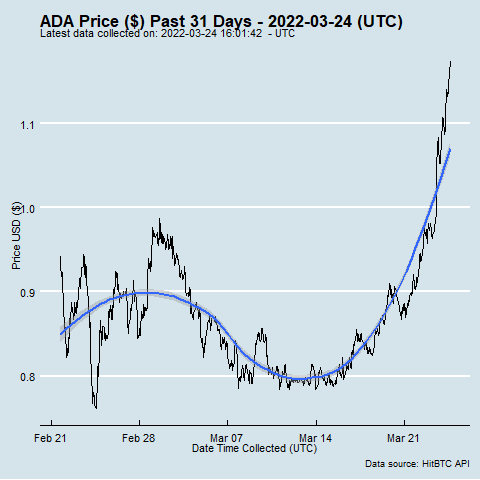 ADA Price ($) Past 31 Days - 2022-03-24 (UTC)
Latest data collected on: 2022-03-24 16:01:42 - UTC
Price USD ($)
1.1
1.0
0.9
0.8
Feb 21
Feb 28
Mar 07
Mar 14
Mar 21
Date Time Collected (UTC)
Data source: HitBTC API